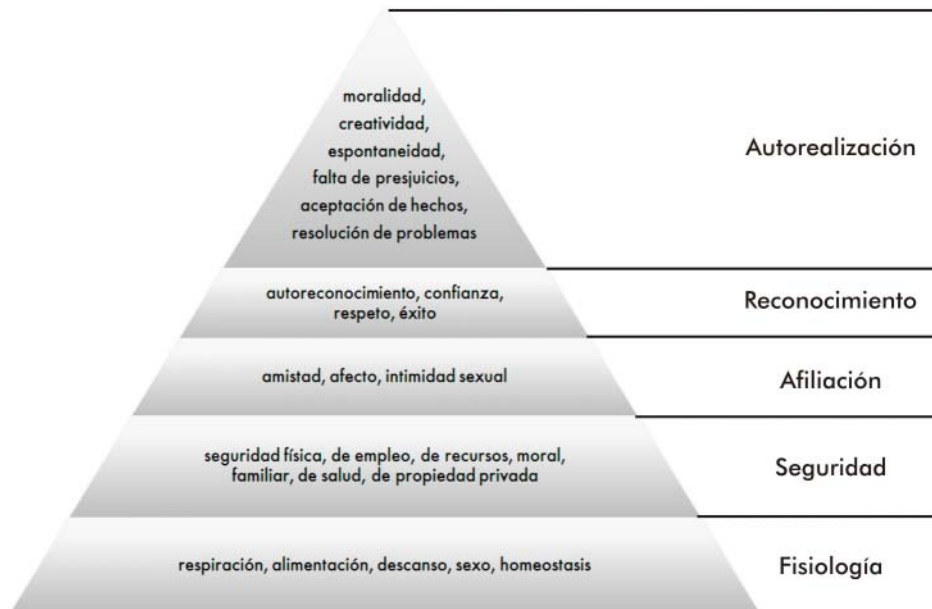 moralidad,
creatividad,
espontaneidad,
falta de presjuicios,
aceptación de hechos,
resolución de problemas
Autorealización
autoreconocimiento, confianza,
respeto, éxito
Reconocimiento
amistad, afecto, intimidad sexual
Afiliación
seguridad física, de empleo, de recursos, moral,
familiar, de salud, de propiedad privada
Seguridad
respiración, alimentación, descanso, sexo, homeostasis
Fisiología